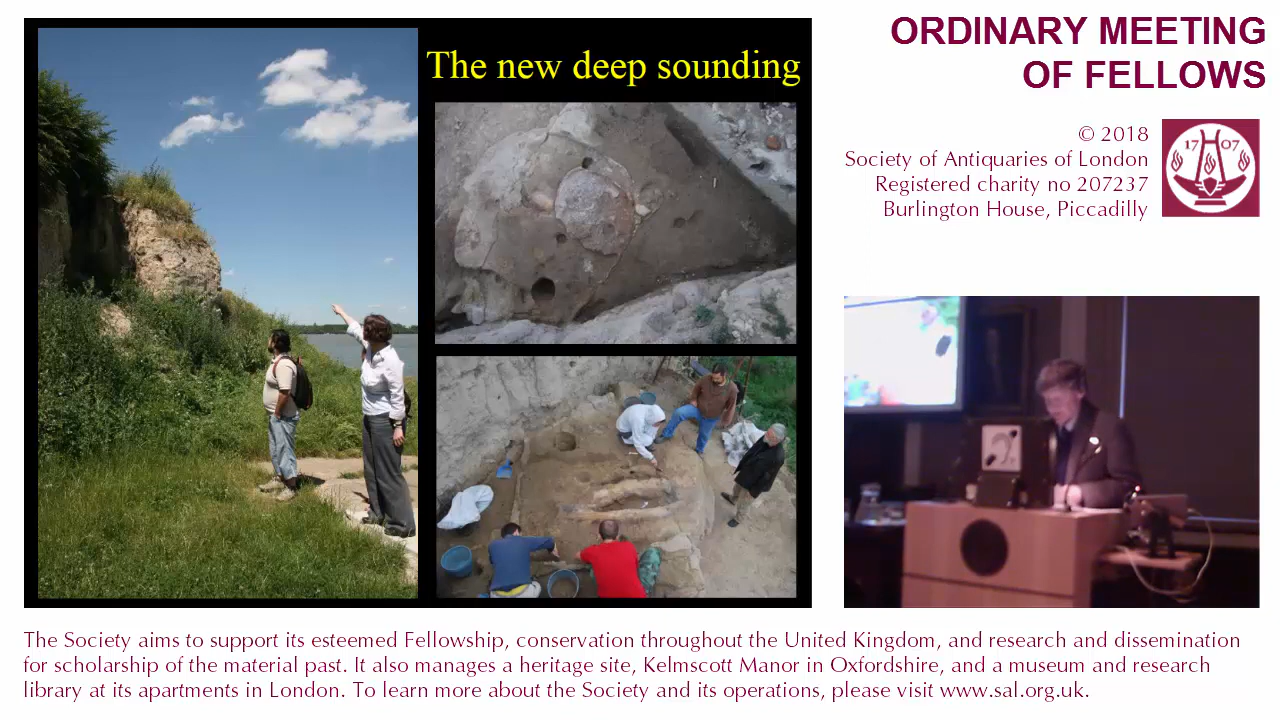 The new deep sounding
ORDINARY MEETING
OF FELLOWS
© 2018
Society of Antiquaries of London
Registered charity no 207237
Burlington House, Piccadilly
17 07
The Society aims to support its esteemed Fellowship, conservation throughout the United Kingdom, and research and dissemination
for scholarship of the material past. It also manages a heritage site, Kelmscott Manor in Oxfordshire, and a museum and research
library at its apartments in London. To learn more about the Society and its operations, please visit www.sal.org.uk.